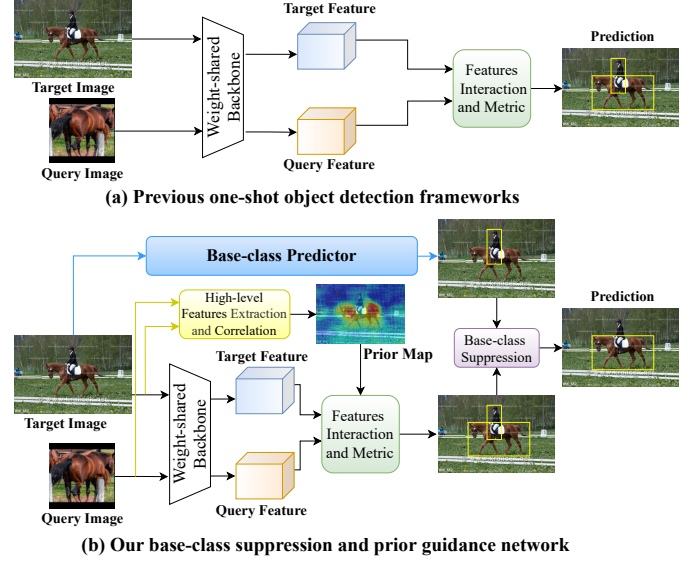 Target Feature
Prediction
Target Image
Weight-shared
Backbone
Features
Interaction
and Metric
Query Image
Query Feature
(a) Previous one-shot object detection frameworks
Base-class Predictor
High-level
Features Extraction
and Correlation
Prediction
Prior Map
Base-class
Suppression
Target Image
Target Feature
Weight-shared
Backbone
Features
Interaction
and Metric
Query Image
Query Feature
(b) Our base-class suppression and prior guidance network